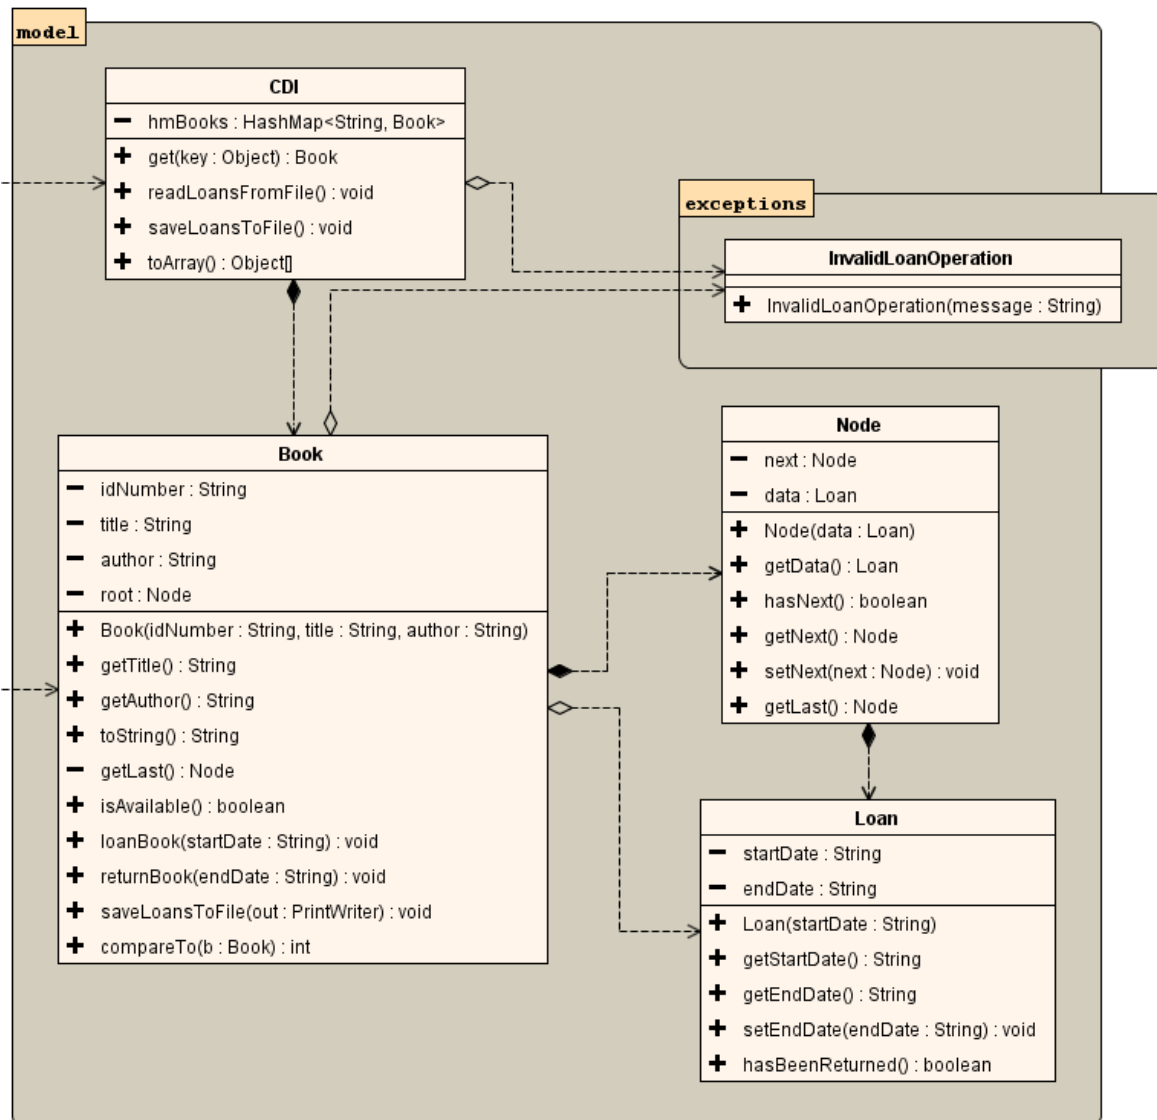 model
CDI
- hmBooks : HashMap<String, Book>
+ get(key : Object) : Book
+ readLoansFromFile() : void
+ saveLoansToFile() : void
+ toArray() : Object[]
exceptions
InvalidLoanOperation
+ InvalidLoanOperation(message : String)
Book
- idNumber : String
- title : String
- author : String
- root : Node
+ Book(idNumber : String, title : String, author : String)
+ getTitle() : String
+ getAuthor() : String
+ toString() : String
- getLast() : Node
+ isAvailable() : boolean
+ loanBook(startDate : String) : void
+ returnBook(endDate : String) : void
+ saveLoansToFile(out : PrintWriter) : void
+ compareTo(b : Book) : int
Node
- next : Node
- data : Loan
+ Node(data : Loan)
+ getData() : Loan
+ hasNext() : boolean
+ getNext() : Node
+ setNext(next : Node) : void
+ getLast() : Node
Loan
- startDate : String
- endDate : String
+ Loan(startDate : String)
+ getStartDate() : String
+ getEndDate() : String
+ setEndDate(endDate : String) : void
+ hasBeenReturned() : boolean